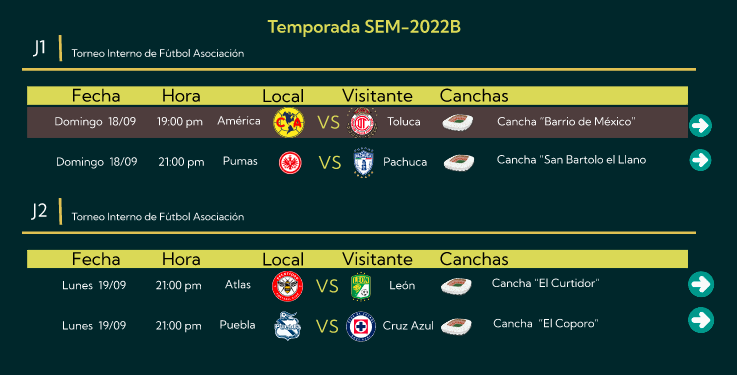 Temporada SEM-2022B
J1 Torneo Interno de Fútbol Asociación
Fecha Hora Local Visitante Canchas
Domingo 18/09 19:00 pm América VS Toluca Cancha "Barrio de México"
Domingo 18/09 21:00 pm Pumas VS Pachuca Cancha "San Bartolo el Llano
J2 Torneo Interno de Fútbol Asociación
Fecha Hora Local Visitante Canchas
Lunes 19/09 21:00 pm Atlas VS León Cancha "El Curtidor"
Lunes 19/09 21:00 pm Puebla VS Cruz Azul Cancha "El Coporo"